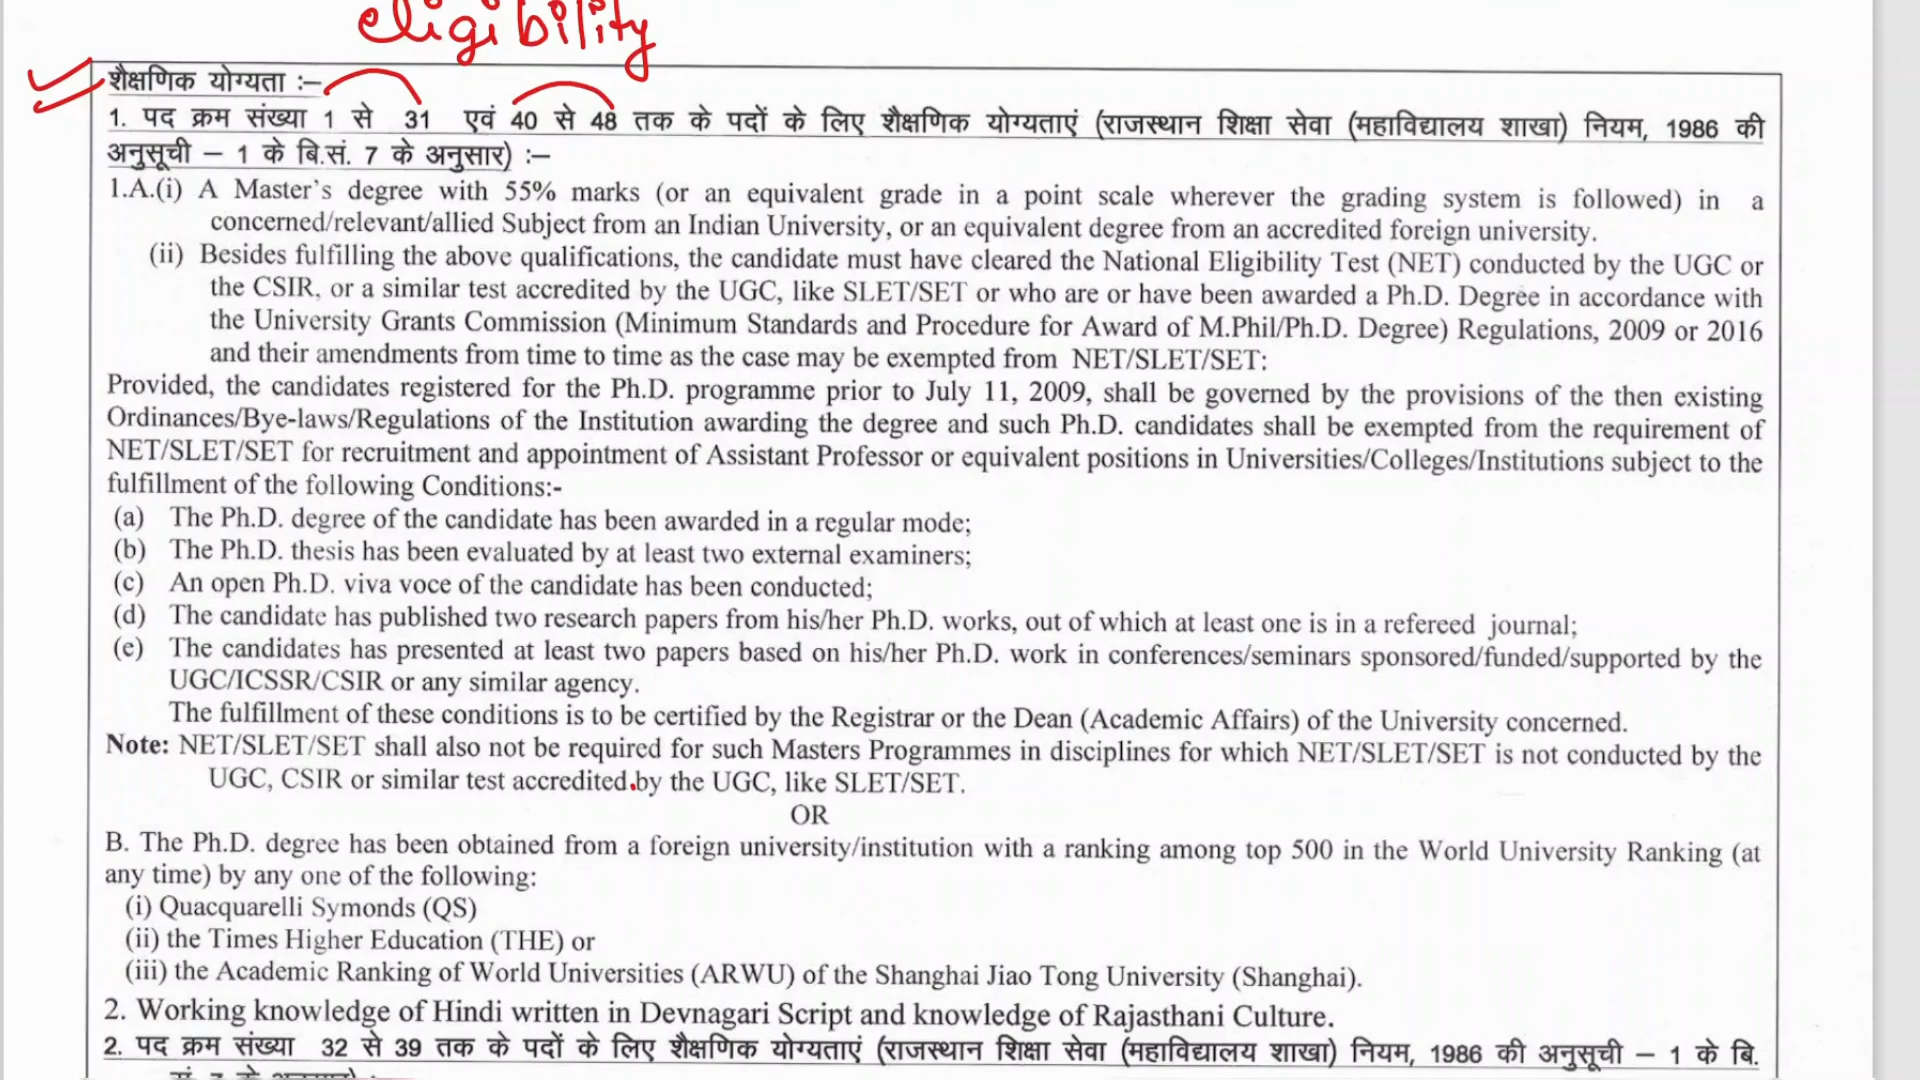 eligibility
शैक्षणिक योग्यता :–
1. पद क्रम संख्या 1 से 31 एवं 40 से 48 तक के पदों के लिए शैक्षणिक योग्यताएं (राजस्थान शिक्षा सेवा (महाविद्यालय शाखा) नियम, 1986 की
अनुसूची – 1 के बि.सं. 7 के अनुसार) :–
1.A.(i) A Master's degree with 55% marks (or an equivalent grade in a point scale wherever the grading system is followed) in a
concerned/relevant/allied Subject from an Indian University, or an equivalent degree from an accredited foreign university.
(ii) Besides fulfilling the above qualifications, the candidate must have cleared the National Eligibility Test (NET) conducted by the UGC or
the CSIR, or a similar test accredited by the UGC, like SLET/SET or who are or have been awarded a Ph.D. Degree in accordance with
the University Grants Commission (Minimum Standards and Procedure for Award of M.Phil/Ph.D. Degree) Regulations, 2009 or 2016
and their amendments from time to time as the case may be exempted from NET/SLET/SET:
Provided, the candidates registered for the Ph.D. programme prior to July 11, 2009, shall be governed by the provisions of the then existing
Ordinances/Bye-laws/Regulations of the Institution awarding the degree and such Ph.D. candidates shall be exempted from the requirement of
NET/SLET/SET for recruitment and appointment of Assistant Professor or equivalent positions in Universities/Colleges/Institutions subject to the
fulfillment of the following Conditions:-
(a) The Ph.D. degree of the candidate has been awarded in a regular mode;
(b) The Ph.D. thesis has been evaluated by at least two external examiners;
(c) An open Ph.D. viva voce of the candidate has been conducted;
(d) The candidate has published two research papers from his/her Ph.D. works, out of which at least one is in a refereed journal;
(e) The candidates has presented at least two papers based on his/her Ph.D. work in conferences/seminars sponsored/funded/supported by the
UGC/ICSSR/CSIR or any similar agency.
The fulfillment of these conditions is to be certified by the Registrar or the Dean (Academic Affairs) of the University concerned.
Note: NET/SLET/SET shall also not be required for such Masters Programmes in disciplines for which NET/SLET/SET is not conducted by the
UGC, CSIR or similar test accredited by the UGC, like SLET/SET.
OR
B. The Ph.D. degree has been obtained from a foreign university/institution with a ranking among top 500 in the World University Ranking (at
any time) by any one of the following:
(i) Quacquarelli Symonds (QS)
(ii) the Times Higher Education (THE) or
(iii) the Academic Ranking of World Universities (ARWU) of the Shanghai Jiao Tong University (Shanghai).
2. Working knowledge of Hindi written in Devnagari Script and knowledge of Rajasthani Culture.
2. पद क्रम संख्या 32 से 39 तक के पदों के लिए शैक्षणिक योग्यताएं (राजस्थान शिक्षा सेवा (महाविद्यालय शाखा) नियम, 1986 की अनुसूची – 1 के बि.